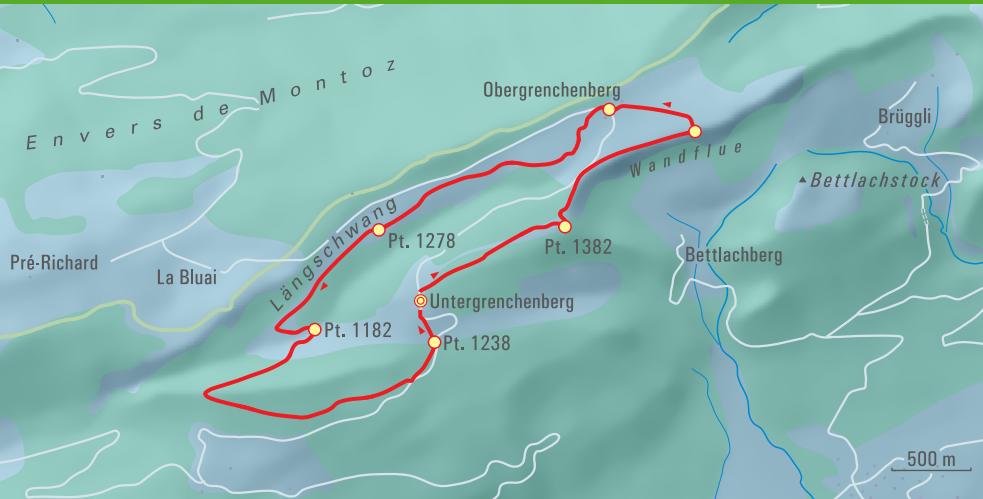 Envers de Montoz
Obergrenchenberg
Brüggli
Wandflue
Bettlachstock
Längschwang
Pt. 1278
Pt. 1382
Pré-Richard
La Bluai
Bettlachberg
Untergrenchenberg
Pt. 1182
Pt. 1238
500 m